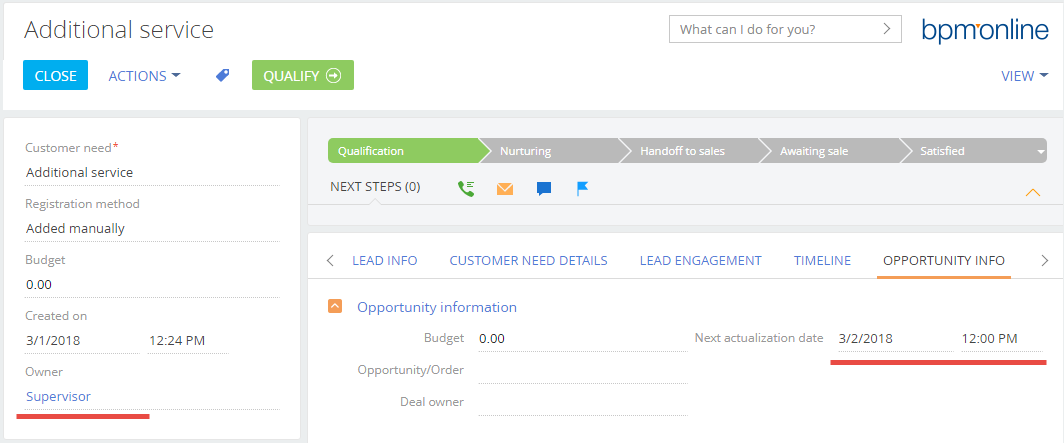 Additional service
What can I do for you?
bpm'online
CLOSE
ACTIONS
QUALIFY
VIEW
Customer need*
Additional service
Registration method
Added manually
Budget
0.00
Created on
3/1/2018 12:24 PM
Owner
Supervisor
Qualification Nurturing Handoff to sales Awaiting sale Satisfied
NEXT STEPS (0)
LEAD INFO CUSTOMER NEED DETAILS LEAD ENGAGEMENT TIMELINE OPPORTUNITY INFO
Opportunity information
Budget 0.00 Next actualization date 3/2/2018 12:00 PM
Opportunity/Order
Deal owner